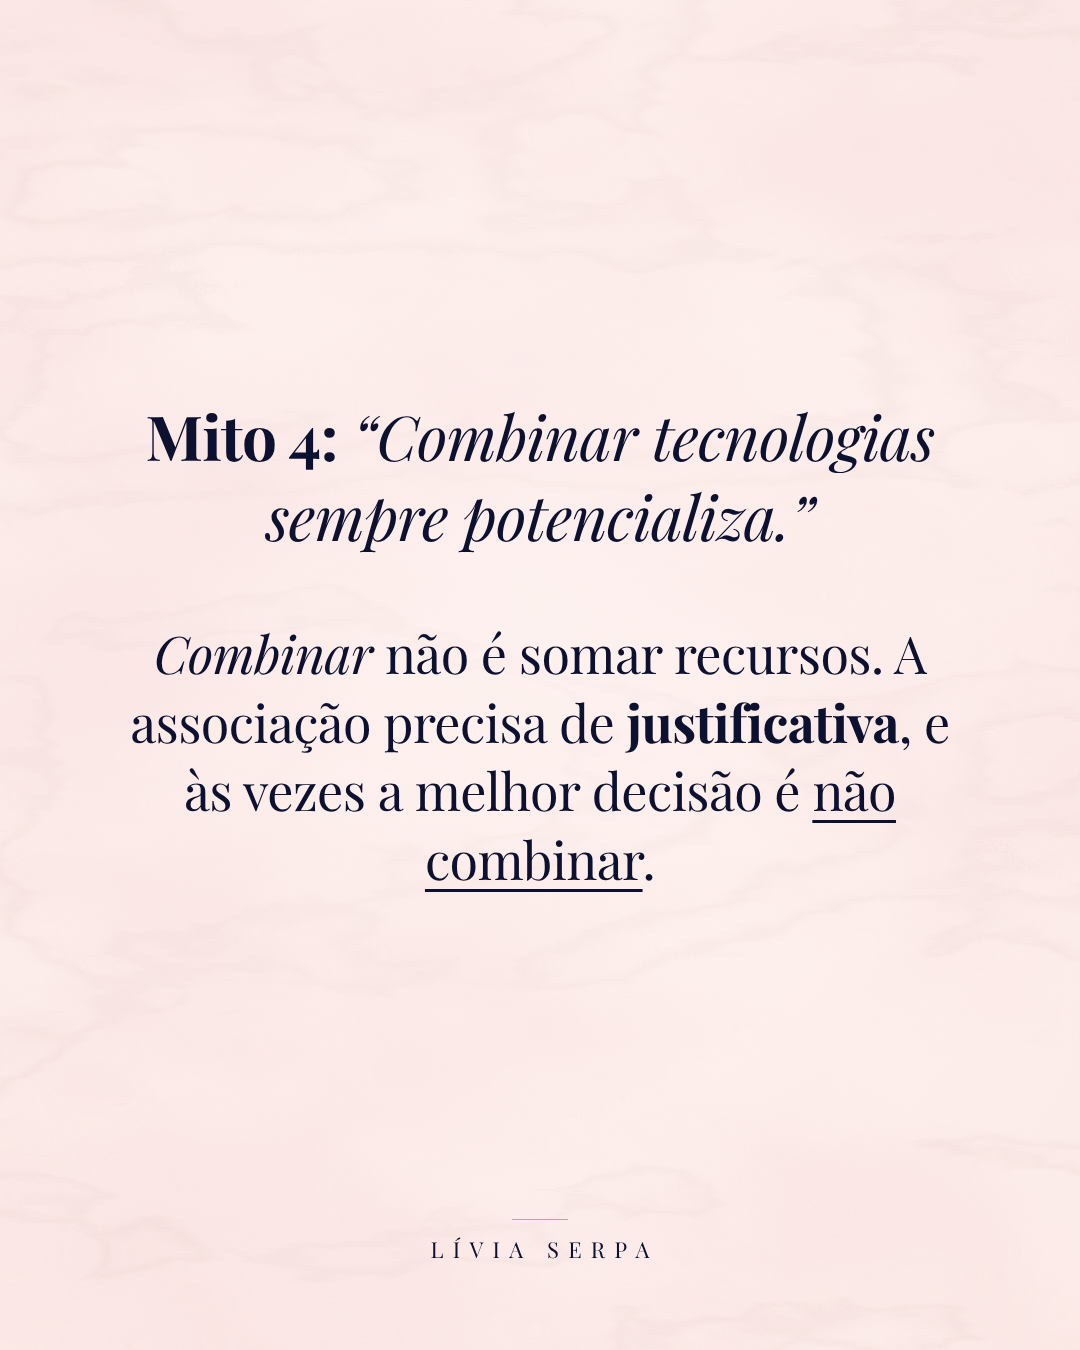 Mito 4: “Combinar tecnologias
sempre potencializa.”
Combinar não é somar recursos. A
associação precisa de justificativa, e
às vezes a melhor decisão é não
combinar.
LÍVIA SERPA